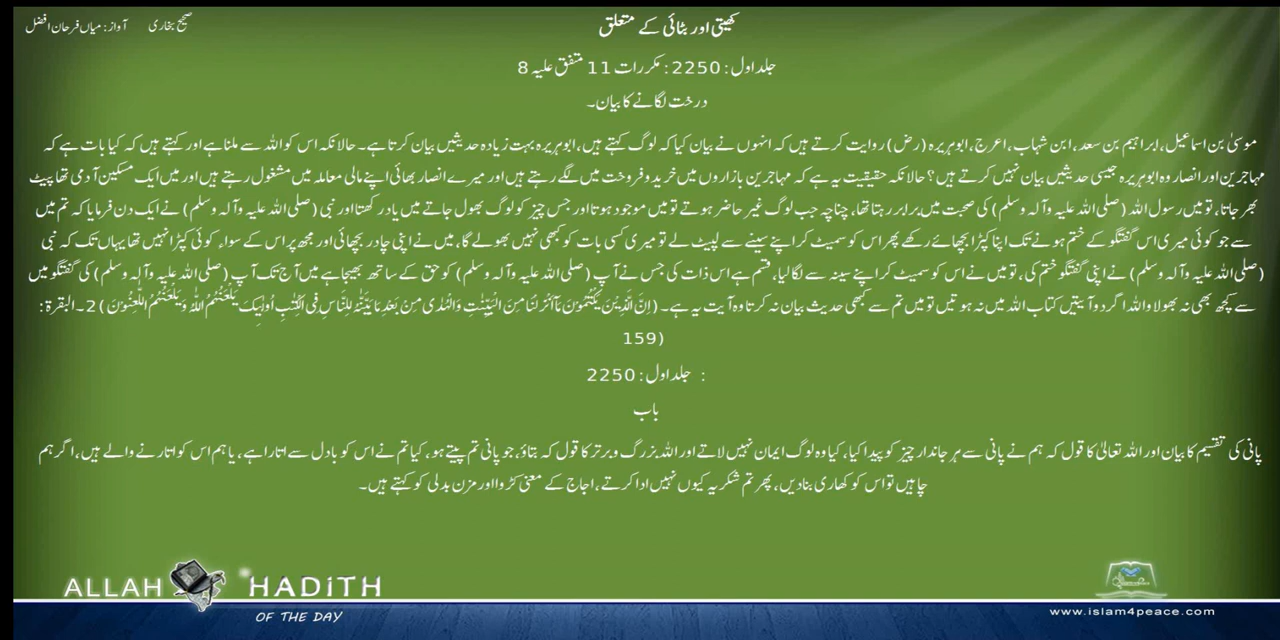 صحیح بخاری آواز: میاں فرحان افضل
کھیتی اور بٹائی کے متعلق
جلد اول: 2250: مکررات 11 متفق علیہ 8
درخت لگانے کا بیان۔
موسیٰ بن اسماعیل، ابراہیم بن سعد، ابن شہاب، اعرج، ابوہریرہ (رض) روایت کرتے ہیں کہ انہوں نے بیان کیا کہ لوگ کہتے ہیں، ابوہریرہ بہت زیادہ حدیثیں بیان کرتا ہے۔ حالانکہ اس کو اللہ سے ملنا ہے اور کہتے ہیں کہ کیا بات ہے کہ
مہاجرین اور انصار وہ ابوہریرہ جیسی حدیثیں بیان نہیں کرتے ہیں؟ حالانکہ حقیقیت یہ ہے کہ مہاجرین بازاروں میں خرید و فروخت میں لگے رہتے ہیں اور میرے انصار بھائی اپنے مالی معاملہ میں مشغول رہتے ہیں اور میں ایک مسکین آدمی تھا پیٹ
بھر جاتا، تو میں رسول اللہ (صلی اللہ علیہ وآلہ وسلم) کی صحبت میں برابر رہتا تھا، چناچہ جب لوگ غیر حاضر ہوتے تو میں موجود ہوتا اور جس چیز کو لوگ بھول جاتے میں یاد رکھتا اور نبی (صلی اللہ علیہ وآلہ وسلم) نے ایک دن فرمایا کہ تم میں
سے جو کوئی میری اس گفتگو کے ختم ہونے تک اپنا کپڑا بچھائے رکھے پھر اس کو سمیٹ کر اپنے سینے سے لپیٹ لے تو میری کسی بات کو کبھی نہیں بھولے گا، میں نے اپنی چادر بچھائی اور مجھ پر اس کے سواء کوئی کپڑا نہیں تھا یہاں تک کہ نبی
(صلی اللہ علیہ وآلہ وسلم) نے اپنی گفتگو ختم کی، تو میں نے اس کو سمیٹ کر اپنے سینہ سے لگا لیا، قسم ہے اس ذات کی جس نے آپ (صلی اللہ علیہ وآلہ وسلم) کو حق کے ساتھ بھیجا ہے میں آج تک آپ (صلی اللہ علیہ وآلہ وسلم) کی گفتگو میں
سے کچھ بھی نہ بھولا واللہ اگر دو آیتیں کتاب اللہ میں نہ ہوتیں تو میں تم سے کبھی حدیث بیان نہ کرتا وہ آیت یہ ہے۔ (اِنَّ الَّذِيْنَ يَكْتُمُوْنَ مَآ اَنْزَلْنَا مِنَ الْبَيِّنٰتِ وَالْهُدٰى مِنْۢ بَعْدِ مَا بَيَّنّٰهُ لِلنَّاسِ فِي الْكِتٰبِ اُولٰۗىِٕكَ يَلْعَنُهُمُ اللّٰهُ وَيَلْعَنُهُمُ اللّٰعِنُوْنَ) 2۔ البقرۃ:
159)
: جلد اول: 2250
باب
پانی کی تقسیم کا بیان اور اللہ تعالیٰ کا قول کہ ہم نے پانی سے ہر جاندار چیز کو پیدا کیا، کیا وہ لوگ ایمان نہیں لاتے اور اللہ بزرگ و برتر کا قول کہ بتاؤ، جو پانی تم پیتے ہو، کیا تم نے اس کو بادل سے اتارا ہے، یا ہم اس کو اتارنے والے ہیں، اگر ہم
چاہیں تو اس کو کھاری بنا دیں، پھر تم شکریہ کیوں نہیں ادا کرتے، اجاج کے معنی کڑوا اور مزن بدلی کو کہتے ہیں۔
ALLAH HADITH
OF THE DAY
www.islam4peace.com